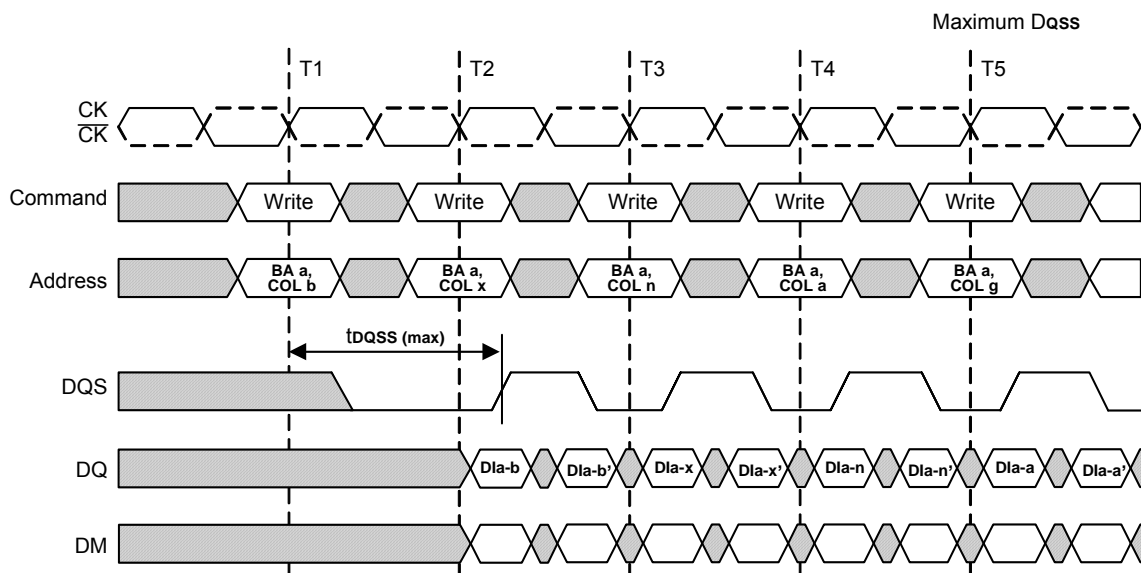 Maximum DQSS
T1 T2 T3 T4 T5
CK
CK
Command Write Write Write Write Write
Address BA a, COL b BA a, COL x BA a, COL n BA a, COL a BA a, COL g
tDQSS (max)
DQS
DQ DIa-b DIa-b’ DIa-x DIa-x’ DIa-n DIa-n’ DIa-a DIa-a’
DM